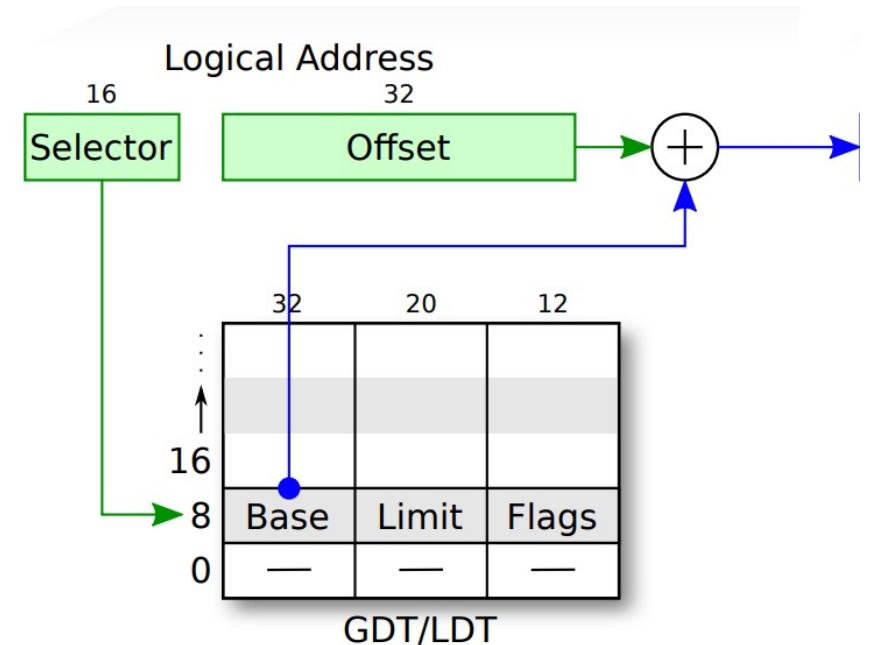 Logical Address
16 32
Selector Offset +
32 20 12
16
8 Base Limit Flags
0 — — —
GDT/LDT